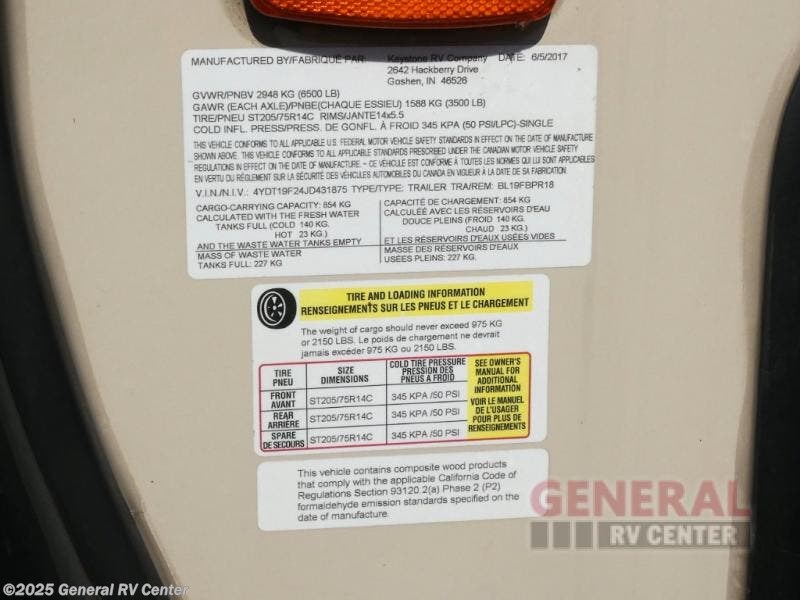 MANUFACTURED BY/FABRIQUÉ PAR: Keystone RV Company DATE: 6/5/2017
2642 Hackberry Drive
Goshen, IN 46526
GVWR/PNBV 2948 KG (6500 LB)
GAWR (EACH AXLE)/PNBE(CHAQUE ESSIEU) 1588 KG (3500 LB)
TIRE/PNEU ST205/75R14C RIMS/JANTE14x5.5
COLD INFL. PRESS/PRESS. DE GONFL. À FROID 345 KPA (50 PSI/LPC)-SINGLE
THIS VEHICLE CONFORMS TO ALL APPLICABLE U.S. FEDERAL MOTOR VEHICLE SAFETY STANDARDS IN EFFECT ON THE DATE OF MANUFACTURE
SHOWN ABOVE. THIS VEHICLE CONFORMS TO ALL APPLICABLE STANDARDS PRESCRIBED UNDER THE CANADIAN MOTOR VEHICLE SAFETY
REGULATIONS IN EFFECT ON THE DATE OF MANUFACTURE. - CE VÉHICULE EST CONFORME À TOUTES LES NORMES QUI LUI SONT APPLICABLES
EN VERTU DU RÈGLEMENT SUR LA SÉCURITÉ DES VÉHICULES AUTOMOBILES DU CANADA EN VIGUEUR À LA DATE DE SA FABRICATION
V.I.N./N.I.V.: 4YDT19F24JD431875 TYPE/TYPE: TRAILER TRA/REM: BL19FBPR18
CARGO-CARRYING CAPACITY: 854 KG
CALCULATED WITH THE FRESH WATER
TANKS FULL (COLD 140 KG.
HOT 23 KG.)
AND THE WASTE WATER TANKS EMPTY
MASS OF WASTE WATER
TANKS FULL: 227 KG
CAPACITÉ DE CHARGEMENT: 854 KG
CALCULÉE AVEC LES RÉSERVOIRS D'EAU
DOUCE PLEINS (FROID 140 KG.
CHAUD 23 KG.)
ET LES RÉSERVOIRS D'EAUX USÉES VIDES
MASSE DES RÉSERVOIRS D'EAUX
USÉES PLEINS: 227 KG.
TIRE AND LOADING INFORMATION
RENSEIGNEMENTS SUR LES PNEUS ET LE CHARGEMENT
The weight of cargo should never exceed 975 KG
or 2150 LBS. Le poids de chargement ne devrait
jamais excéder 975 KG ou 2150 LBS.
TIRE
PNEU
SIZE
DIMENSIONS
COLD TIRE PRESSURE
PRESSION DES
PNEUS A FROID
FRONT
AVANT
ST205/75R14C
345 KPA /50 PSI
REAR
ARRIÈRE
ST205/75R14C
345 KPA /50 PSI
SPARE
DE SECOURS
ST205/75R14C
345 KPA /50 PSI
SEE OWNER'S
MANUAL FOR
ADDITIONAL
INFORMATION
VOIR LE MANUEL
DE L'USAGER
POUR PLUS DE
RENSEIGNEMENTS
This vehicle contains composite wood products
that comply with the applicable California Code of
Regulations Section 93120.2(a) Phase 2 (P2)
formaldehyde emission standards specified on the
date of manufacture.
GENERAL
RV CENTER
©2025 General RV Center